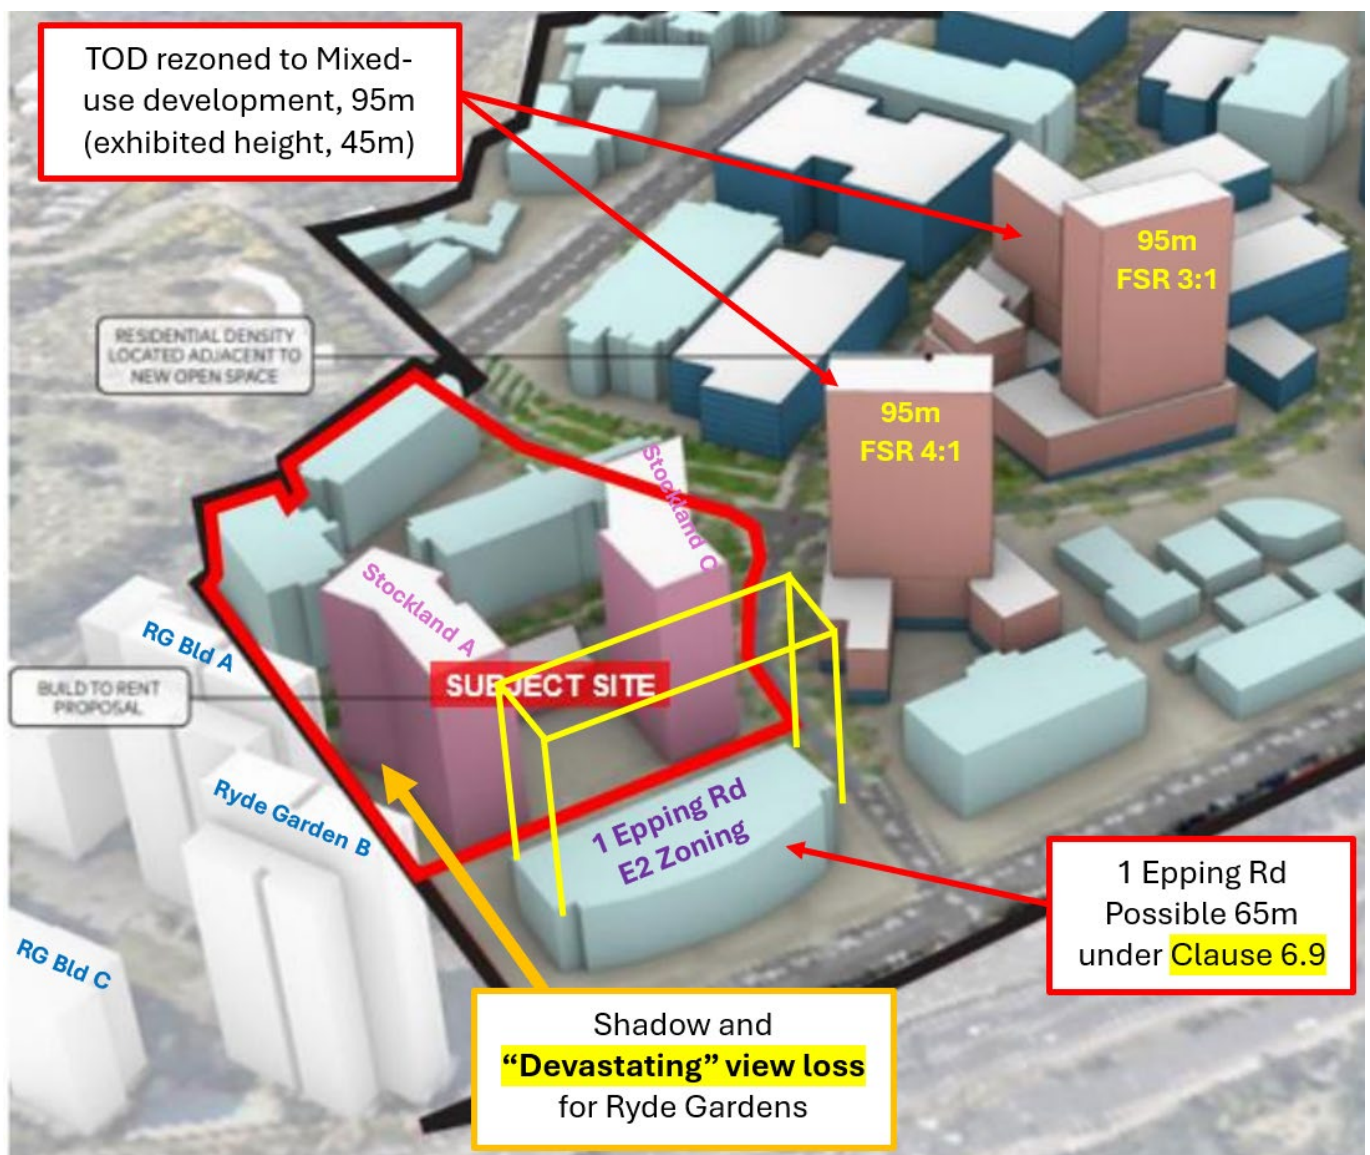 TOD rezoned to Mixed-
use development, 95m
(exhibited height, 45m)
95m
FSR 3:1
RESIDENTIAL DENSITY
LOCATED ADJACENT TO
NEW OPEN SPACE
95m
FSR 4:1
Stockland C
Stockland A
RG Bld A
SUBJECT SITE
BUILD TO RENT
PROPOSAL
Ryde Garden B
1 Epping Rd
E2 Zoning
1 Epping Rd
Possible 65m
under Clause 6.9
RG Bld C
Shadow and
“Devastating” view loss
for Ryde Gardens